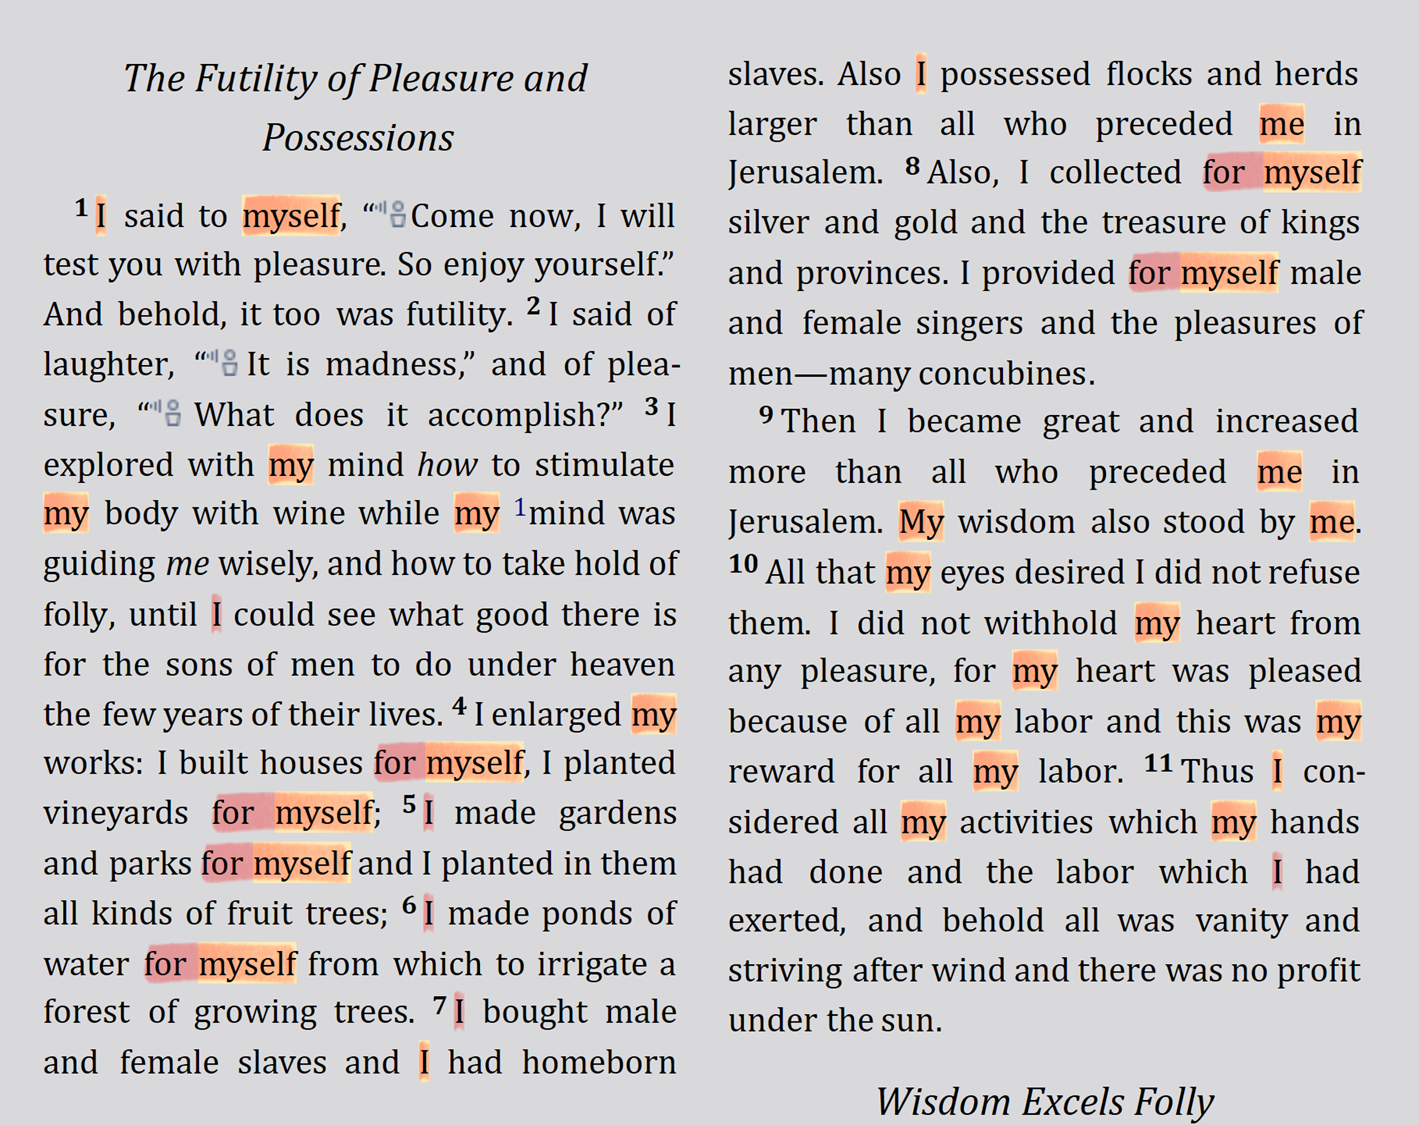 The Futility of Pleasure and
Possessions
1 I said to myself, “Come now, I will
test you with pleasure. So enjoy yourself.”
And behold, it too was futility. 2 I said of
laughter, “ It is madness,” and of plea-
sure, “ What does it accomplish?” 3 I
explored with my mind how to stimulate
my body with wine while my 1mind was
guiding me wisely, and how to take hold of
folly, until I could see what good there is
for the sons of men to do under heaven
the few years of their lives. 4 I enlarged my
works: I built houses for myself, I planted
vineyards for myself; 5 I made gardens
and parks for myself and I planted in them
all kinds of fruit trees; 6 I made ponds of
water for myself from which to irrigate a
forest of growing trees. 7 I bought male
and female slaves and I had homeborn
slaves. Also I possessed flocks and herds
larger than all who preceded me in
Jerusalem. 8 Also, I collected for myself
silver and gold and the treasure of kings
and provinces. I provided for myself male
and female singers and the pleasures of
men—many concubines.
9 Then I became great and increased
more than all who preceded me in
Jerusalem. My wisdom also stood by me.
10 All that my eyes desired I did not refuse
them. I did not withhold my heart from
any pleasure, for my heart was pleased
because of all my labor and this was my
reward for all my labor. 11 Thus I con-
sidered all my activities which my hands
had done and the labor which I had
exerted, and behold all was vanity and
striving after wind and there was no profit
under the sun.
Wisdom Excels Folly